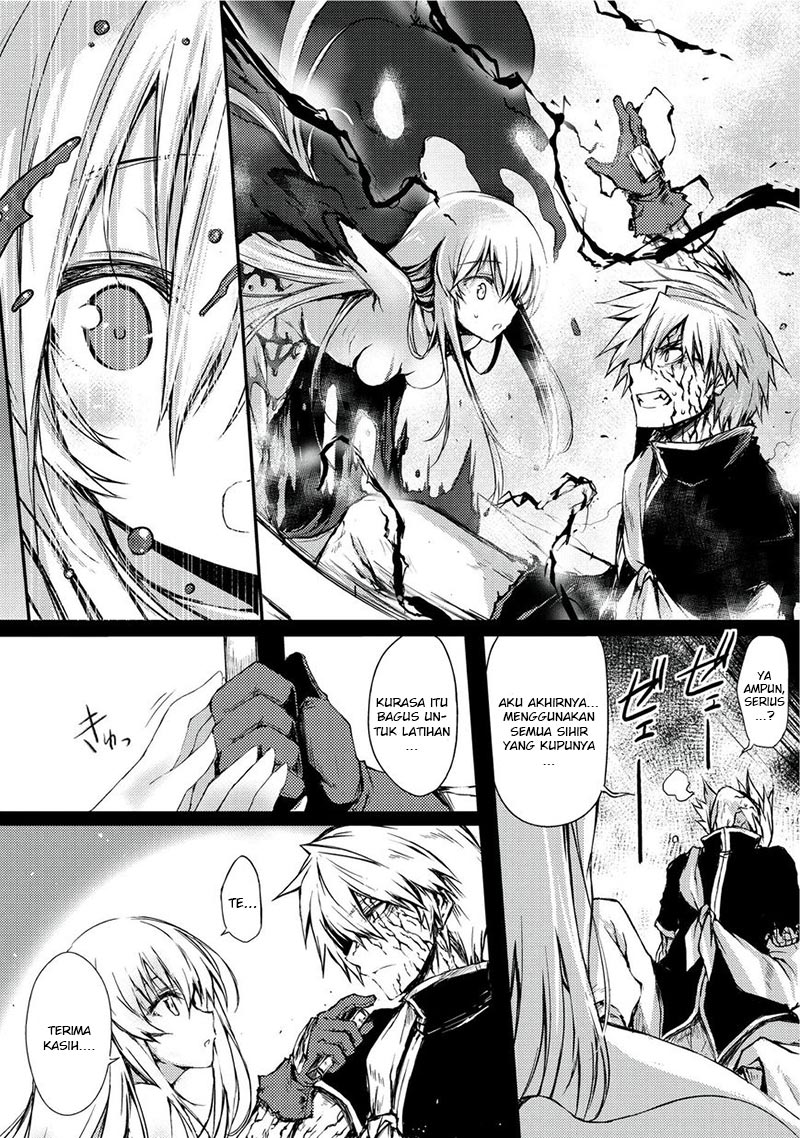 ゼー
ゼー
YA
AMPUN,
SERIUS
...?
AKU AKHIRNYA...
MENGGUNAKAN
SEMUA SIHIR
YANG KUPUNYA
...
KURASA ITU
BAGUS UN-
TUK LATIHAN
...
きゅっ
TE...
TERIMA
KASIH....